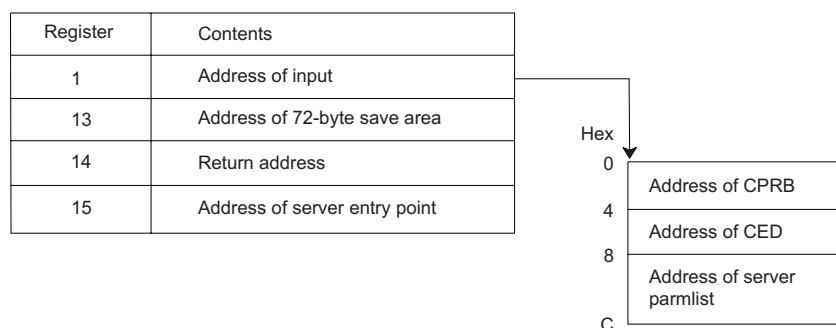 Register Contents
1 Address of input
13 Address of 72-byte save area
14 Return address
15 Address of server entry point
Hex
0
Address of CPRB
4
Address of CED
8
Address of server
parmlist
C